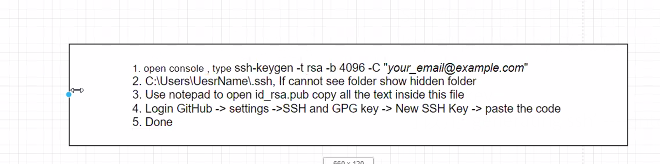 1. open console , type ssh-keygen -t rsa -b 4096 -C "your_email@example.com"
2. C:\Users\UesrName\.ssh, If cannot see folder show hidden folder
3. Use notepad to open id_rsa.pub copy all the text inside this file
4. Login GitHub -> settings ->SSH and GPG key -> New SSH Key -> paste the code
5. Done